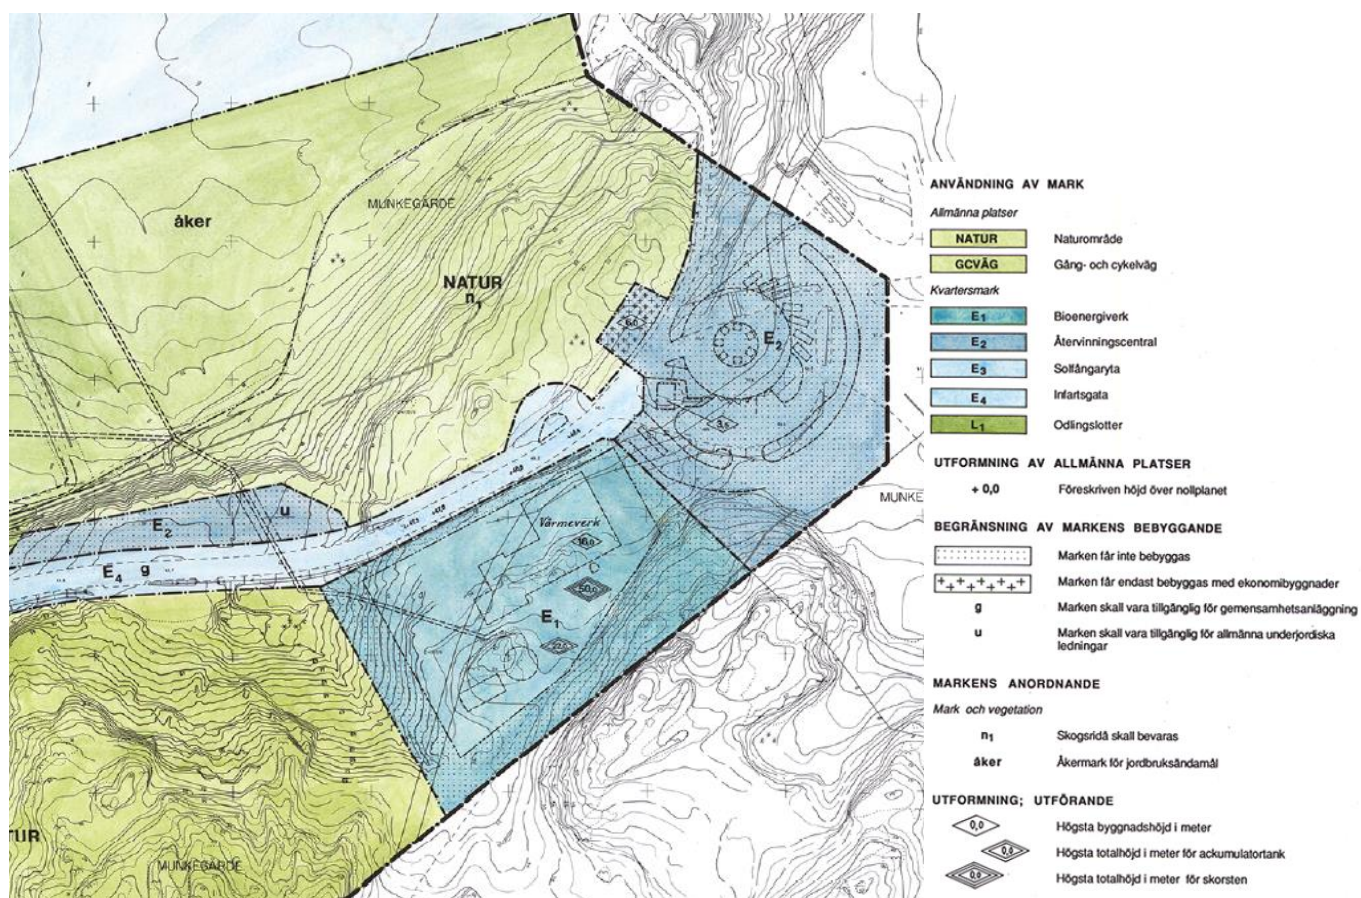 MUNKEGÄRDE
åker
NATUR
n1
6,0
E2
3,0
MUNKE
u
E2
Värmeverk
16,0
50,0
E4 g
E1
22,0
TUR
MUNKEGÄRDE
ANVÄNDNING AV MARK
Allmänna platser
NATUR Naturområde
GCVÄG Gång- och cykelväg
Kvartersmark
E1 Bioenergiverk
E2 Återvinningscentral
E3 Solfångaryta
E4 Infartsgata
L1 Odlingslotter
UTFORMNING AV ALLMÄNNA PLATSER
+ 0,0 Föreskriven höjd över nollplanet
BEGRÄNSNING AV MARKENS BEBYGGANDE
Marken får inte bebyggas
Marken får endast bebyggas med ekonomibyggnader
g Marken skall vara tillgänglig för gemensamhetsanläggning
u Marken skall vara tillgänglig för allmänna underjordiska
ledningar
MARKENS ANORDNANDE
Mark och vegetation
n1 Skogsridå skall bevaras
åker Åkermark för jordbruksändamål
UTFORMNING; UTFÖRANDE
0,0 Högsta byggnadshöjd i meter
0,0 Högsta totalhöjd i meter för ackumulatortank
0,0 Högsta totalhöjd i meter för skorsten